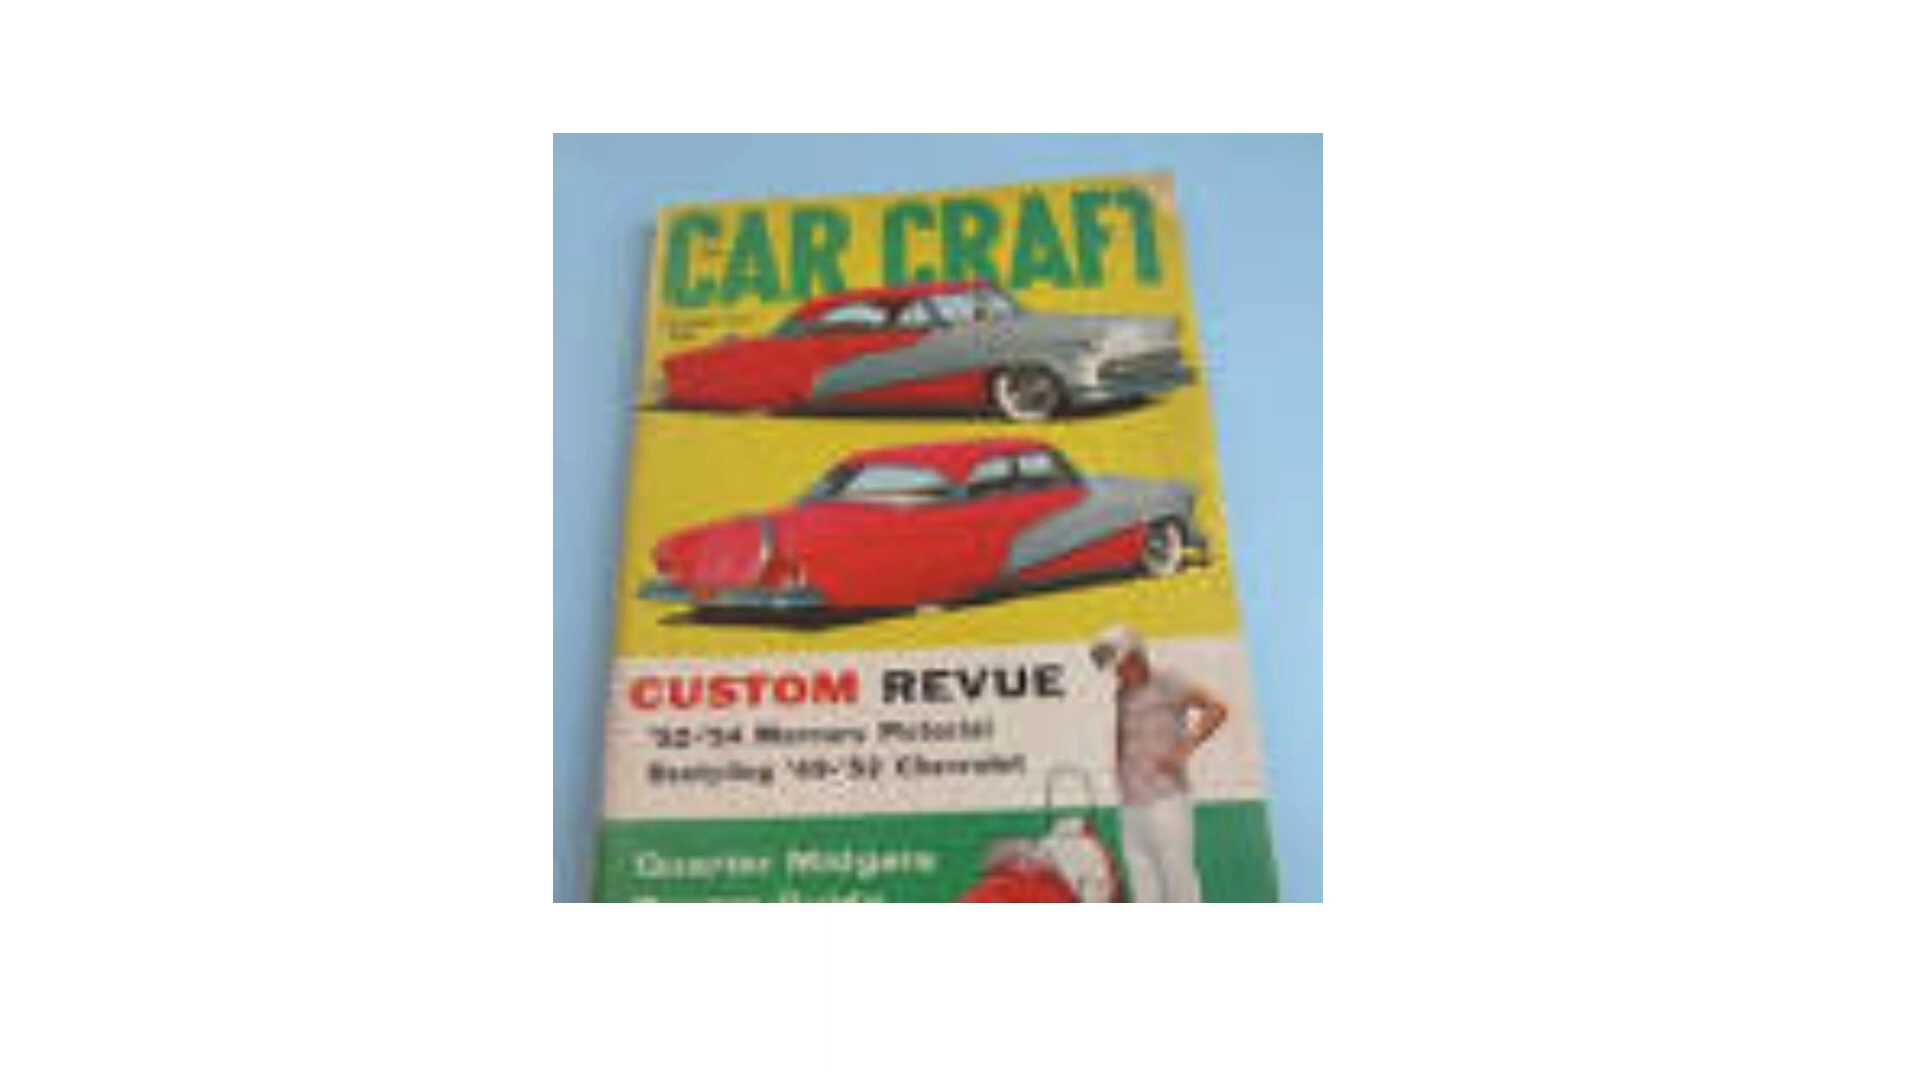 CAR CRAFT
CUSTOM REVUE
'52-'54 Mercury Pictorial
Restyling '49-'52 Chevrolet
Quarter Midgets